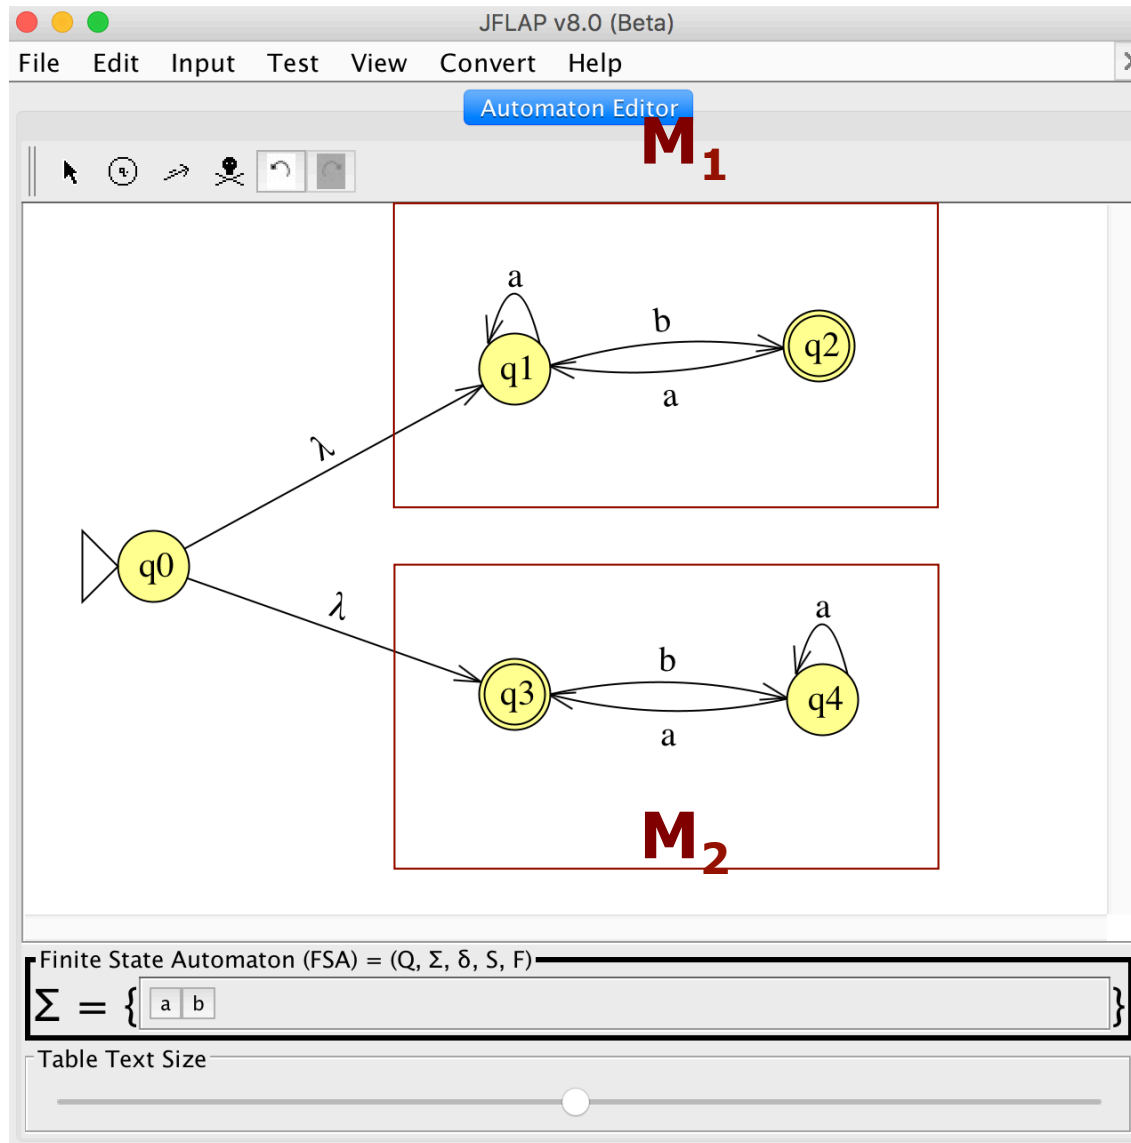 JFLAP v8.0 (Beta)
File Edit Input Test View Convert Help
Automaton Editor
M1
q
a
b
q1
q2
a
λ
q0
λ
a
b
q3
q4
a
M2
Finite State Automaton (FSA) = (Q, Σ, δ, S, F)
Σ = { a b }
Table Text Size